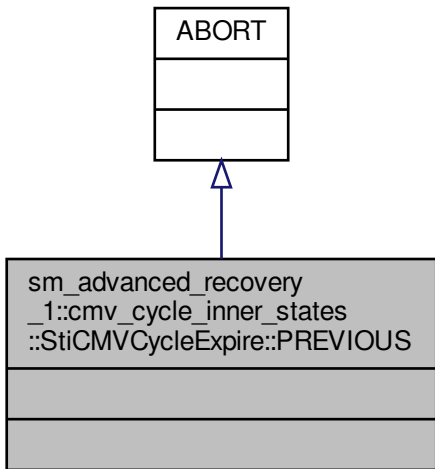 ABORT
sm_advanced_recovery
_1::cmv_cycle_inner_states
::StiCMVCycleExpire::PREVIOUS